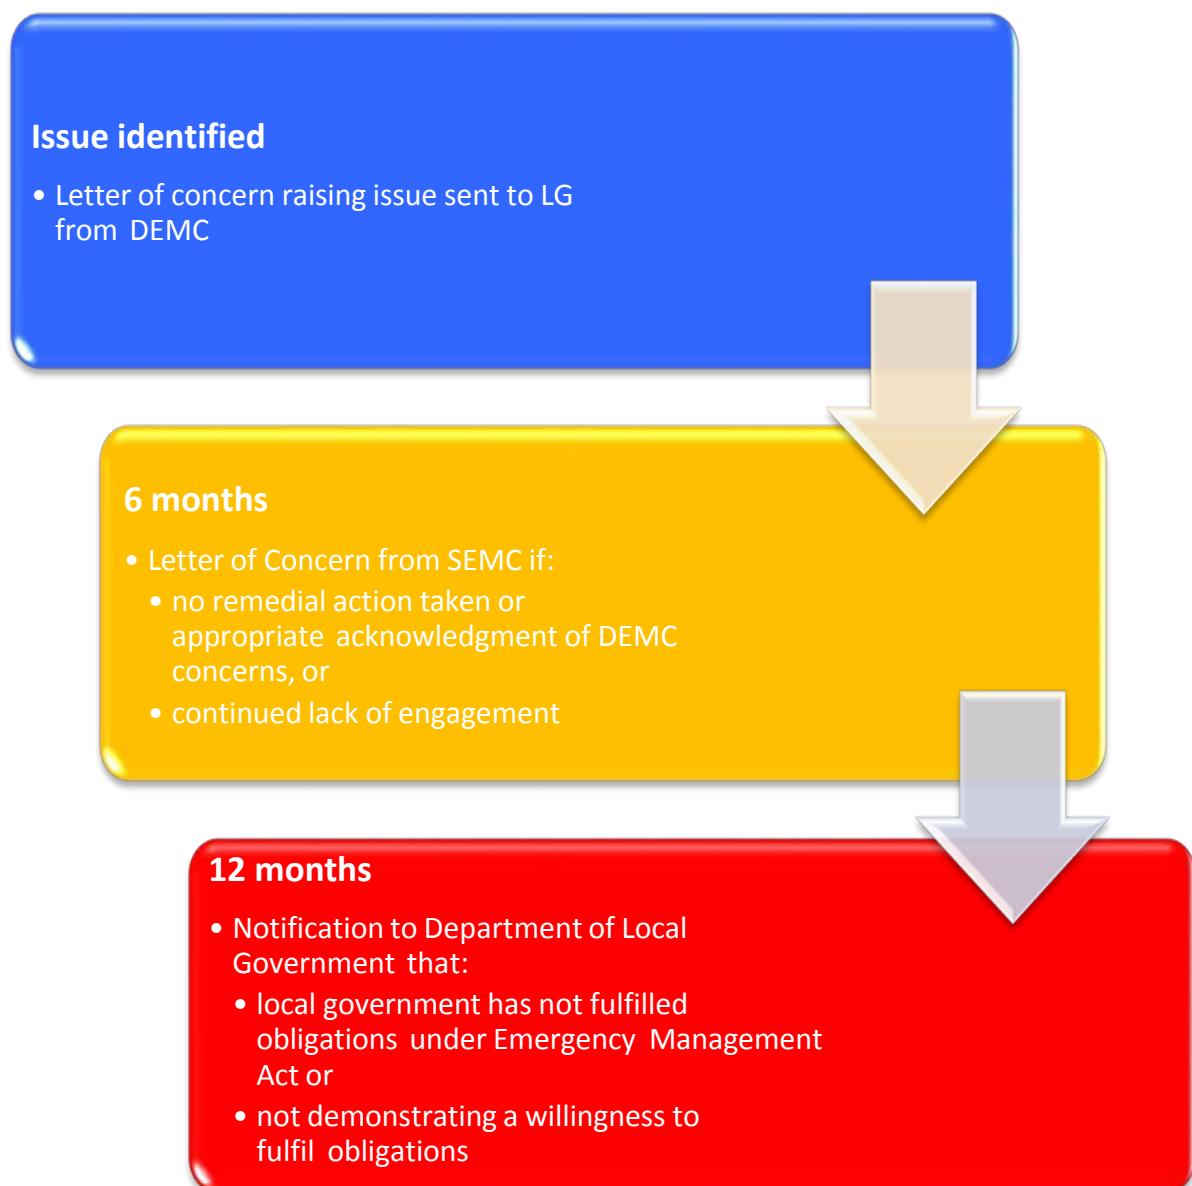 Issue identified
• Letter of concern raising issue sent to LG
from DEMC
6 months
• Letter of Concern from SEMC if:
• no remedial action taken or
appropriate acknowledgment of DEMC
concerns, or
• continued lack of engagement
12 months
• Notification to Department of Local
Government that:
• local government has not fulfilled
obligations under Emergency Management
Act or
• not demonstrating a willingness to
fulfil obligations